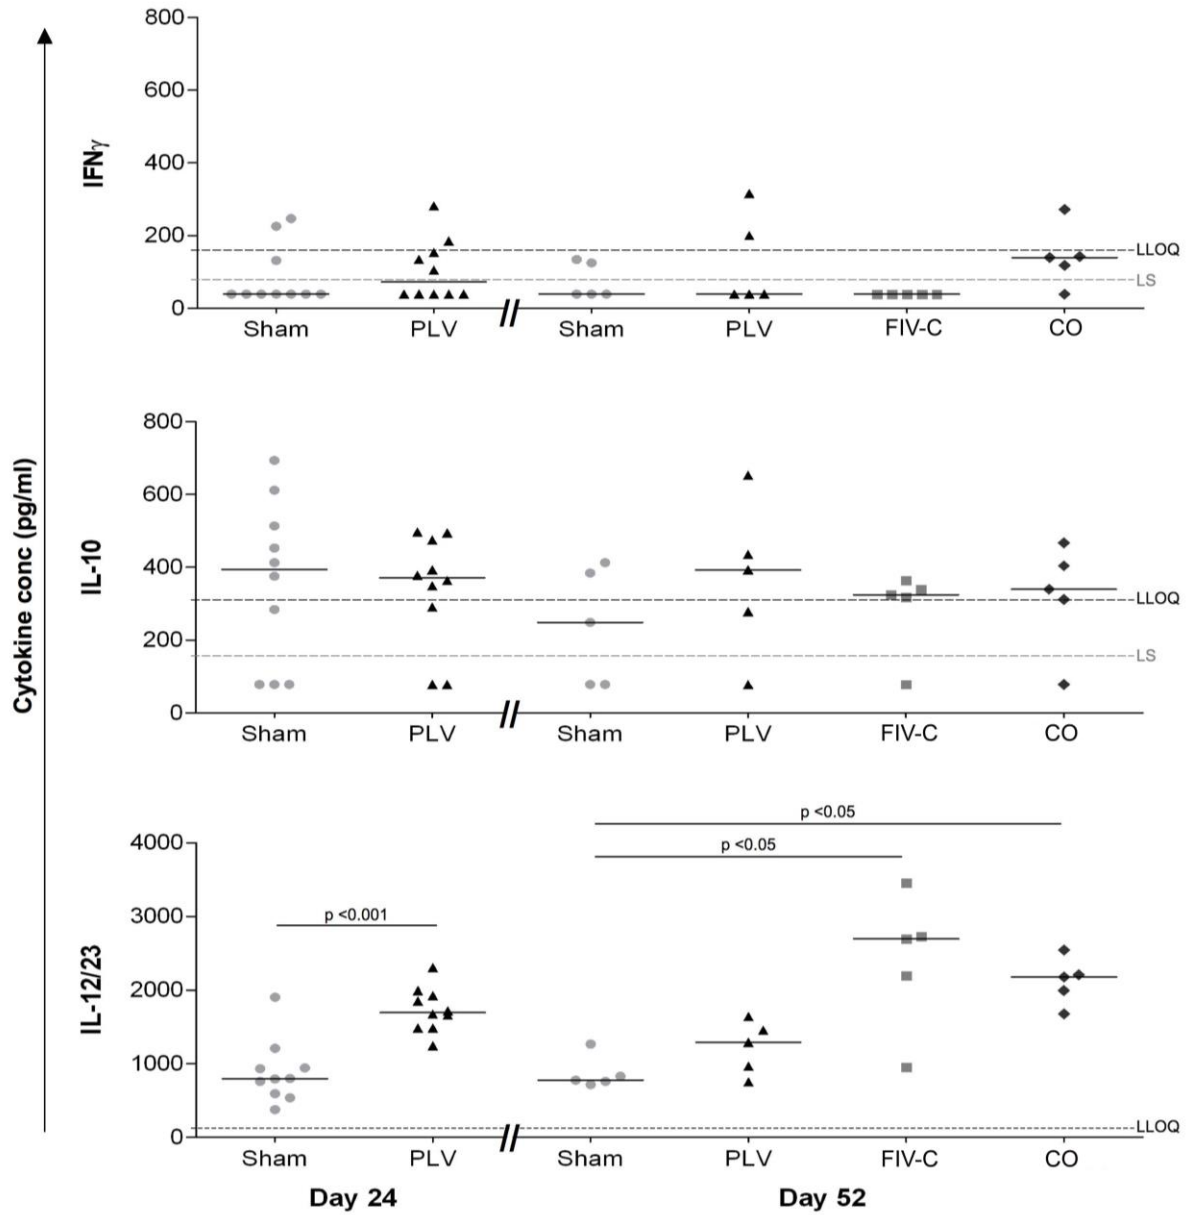 Cytokine conc (pg/ml)
IFNγ
800
600
400
200
0
LLOQ
LS
Sham PLV Sham PLV FIV-C CO
IL-10
800
600
400
200
0
LLOQ
LS
Sham PLV Sham PLV FIV-C CO
IL-12/23
p <0.05
p <0.05
p <0.001
4000
3000
2000
1000
0
LLOQ
Sham PLV Sham PLV FIV-C CO
Day 24 Day 52